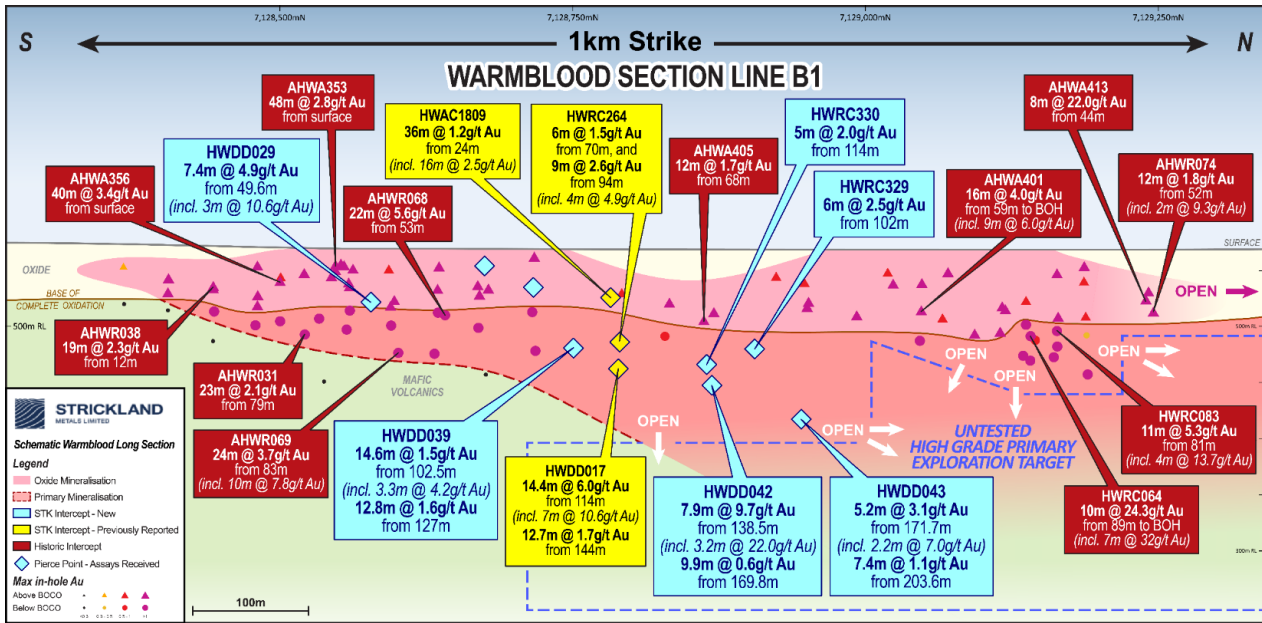 7,128,500mN
7,128,750mN
7,129,000mN
7,129,250mN
S
1km Strike
N
WARMBLOOD SECTION LINE B1
AHWA353
48m @ 2.8g/t Au
from surface
HWAC1809
36m @ 1.2g/t Au
from 24m
(incl. 16m @ 2.5g/t Au)
HWRC264
6m @ 1.5g/t Au
from 70m, and
9m @ 2.6g/t Au
from 94m
(incl. 4m @ 4.9g/t Au)
HWRC330
5m @ 2.0g/t Au
from 114m
AHWA413
8m @ 22.0g/t Au
from 44m
HWDD029
7.4m @ 4.9g/t Au
from 49.6m
(incl. 3m @ 10.6g/t Au)
AHWA405
12m @ 1.7g/t Au
from 68m
HWRC329
6m @ 2.5g/t Au
from 102m
AHWA401
16m @ 4.0g/t Au
from 59m to BOH
(incl. 9m @ 6.0g/t Au)
AHWR074
12m @ 1.8g/t Au
from 52m
(incl. 2m @ 9.3g/t Au)
AHWA356
40m @ 3.4g/t Au
from surface
AHWR068
22m @ 5.6g/t Au
from 53m
SURFACE
OXIDE
BASE OF
COMPLETE OXIDATION
OPEN
500m RL
500m RL
AHWR038
19m @ 2.3g/t Au
from 12m
AHWR031
23m @ 2.1g/t Au
from 79m
MAFIC
VOLCANICS
OPEN
OPEN
OPEN
OPEN
OPEN
UNTESTED
HIGH GRADE PRIMARY
EXPLORATION TARGET
AHWR069
24m @ 3.7g/t Au
from 83m
(incl. 10m @ 7.8g/t Au)
HWDD039
14.6m @ 1.5g/t Au
from 102.5m
(incl. 3.3m @ 4.2g/t Au)
12.8m @ 1.6g/t Au
from 127m
HWDD017
14.4m @ 6.0g/t Au
from 114m
(incl. 7m @ 10.6g/t Au)
12.7m @ 1.7g/t Au
from 144m
HWDD042
7.9m @ 9.7g/t Au
from 138.5m
(incl. 3.2m @ 22.0g/t Au)
9.9m @ 0.6g/t Au
from 169.8m
HWDD043
5.2m @ 3.1g/t Au
from 171.7m
(incl. 2.2m @ 7.0g/t Au)
7.4m @ 1.1g/t Au
from 203.6m
HWRC083
11m @ 5.3g/t Au
from 81m
(incl. 4m @ 13.7g/t Au)
HWRC064
10m @ 24.3g/t Au
from 89m to BOH
(incl. 7m @ 32g/t Au)
STRICKLAND
METALS LIMITED
Schematic Warmblood Long Section
Legend
Oxide Mineralisation
Primary Mineralisation
STK Intercept - New
STK Intercept - Previously Reported
Historic Intercept
Pierce Point - Assays Received
Max in-hole Au
Above BOCO
Below BOCO
100m